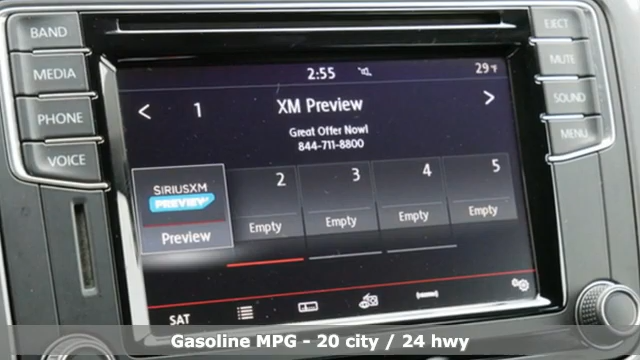 BAND
MEDIA
PHONE
VOICE
EJECT
MUTE
SOUND
MENU
2:55
29°F
1
XM Preview
Great Offer Now!
844-711-8800
SIRIUSXM
PREVIEW
Preview
2
Empty
3
Empty
4
Empty
5
Empty
SAT
Gasoline MPG - 20 city / 24 hwy